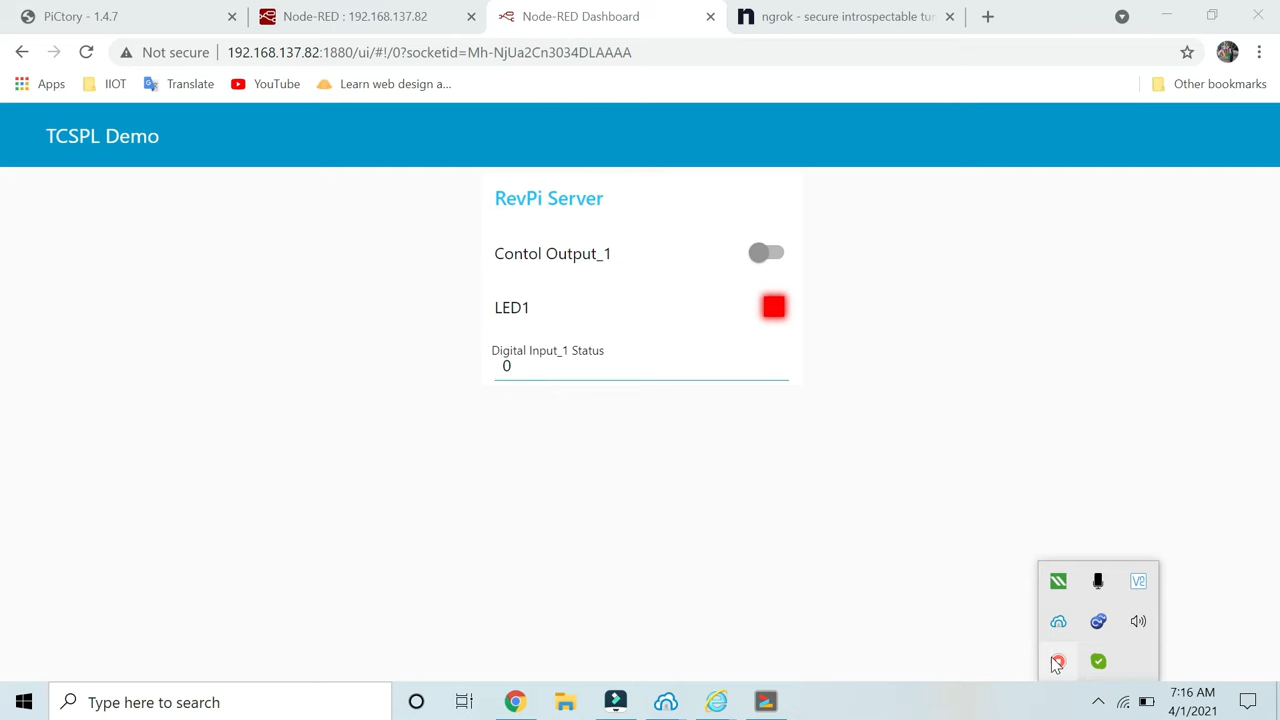 PiCtory - 1.4.7
Node-RED : 192.168.137.82
Node-RED Dashboard
ngrok - secure introspectable tun
Not secure
192.168.137.82:1880/ui/#!/0?socketid=Mh-NjUa2Cn3034DLAAAA
Apps
IIOT
Translate
YouTube
Learn web design a...
Other bookmarks
TCSPL Demo
RevPi Server
Contol Output_1
LED1
Digital Input_1 Status
0
V2
Type here to search
7:16 AM
4/1/2021